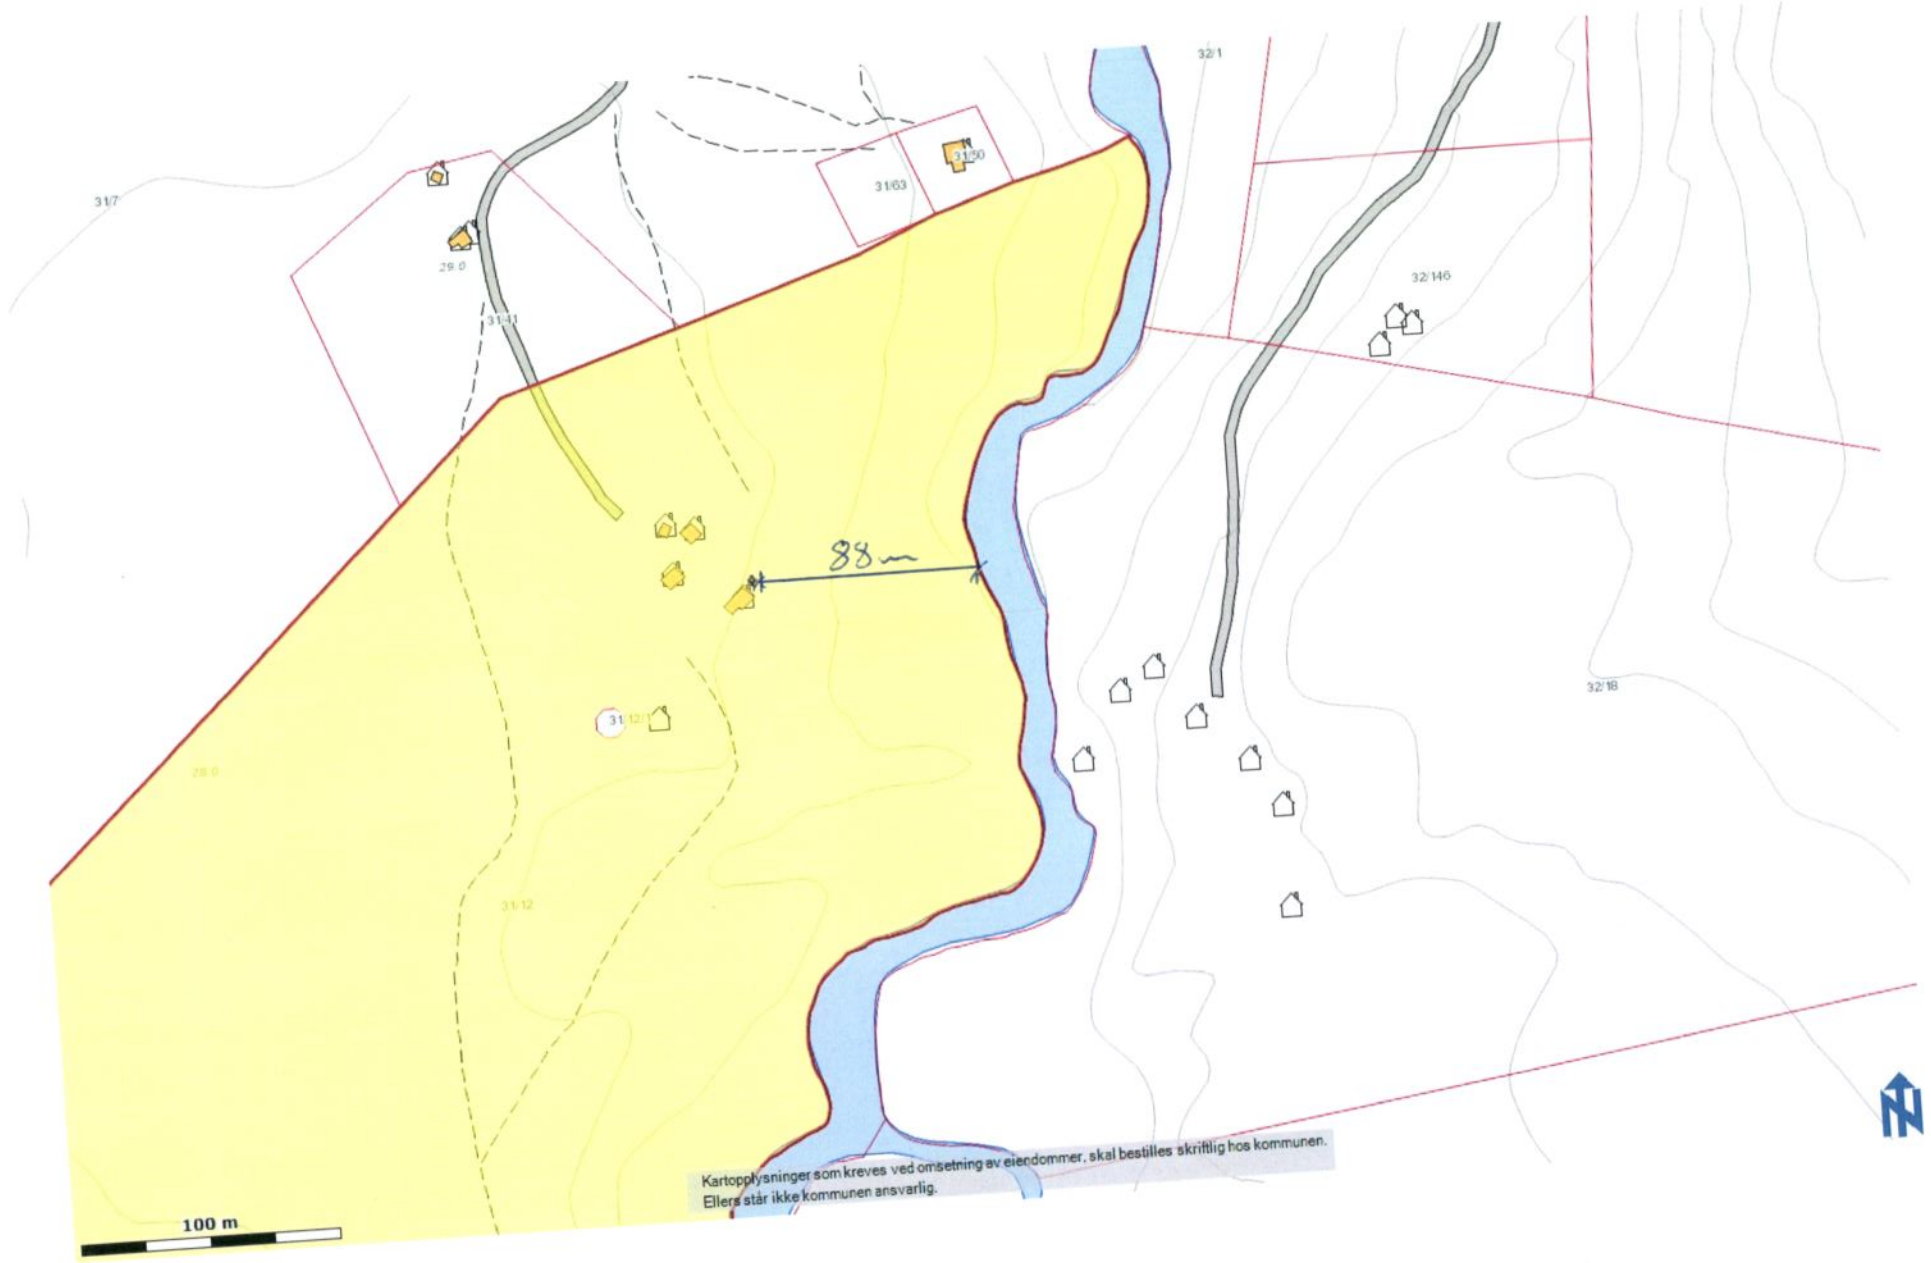 32/1
31/50
31/63
31/7
29.0
32/146
31/41
88 m
32/18
31/12/1
28.0
31/12
N
Kartopplysninger som kreves ved omsetning av eiendommer, skal bestilles skriftlig hos kommunen.
Ellers står ikke kommunen ansvarlig.
100 m